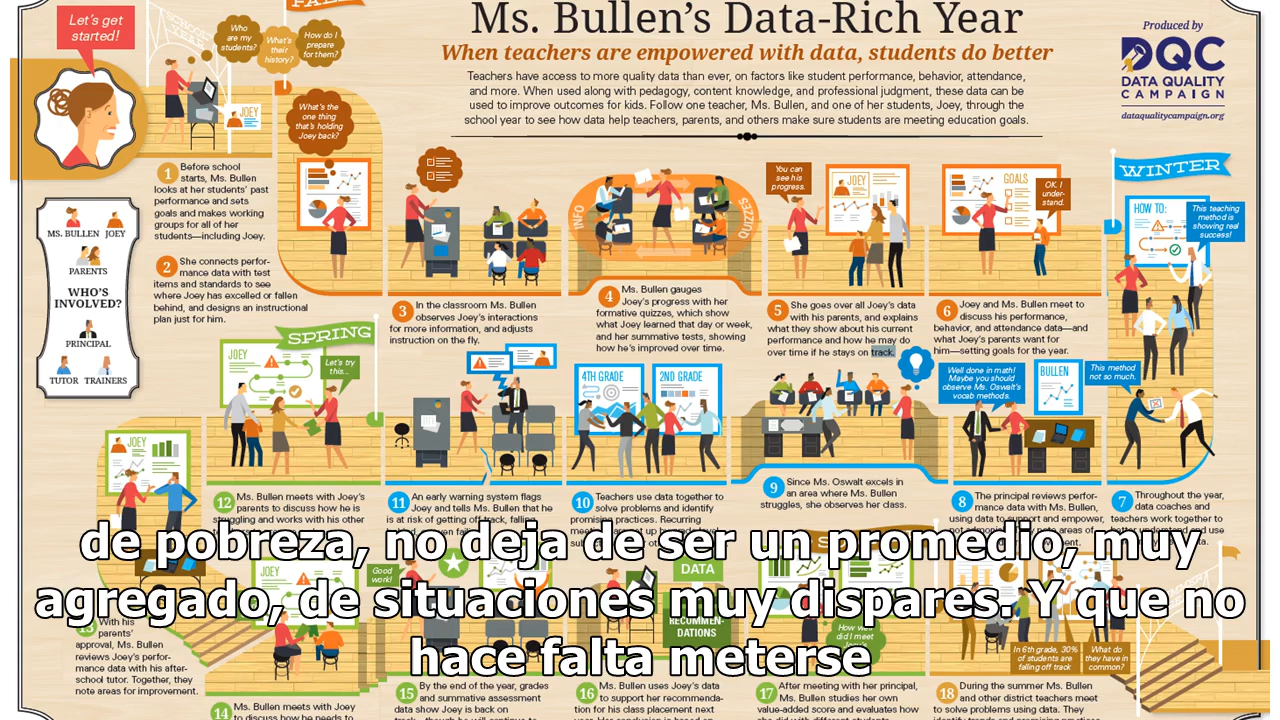 Let's get
started!
FALL
SCHOOL
YEAR
Who
are my
students?
What's
their
history?
How do I
prepare
for them?
Ms. Bullen's Data-Rich Year
When teachers are empowered with data, students do better
Teachers have access to more quality data than ever, on factors like student performance, behavior, attendance,
and more. When used along with pedagogy, content knowledge, and professional judgment, these data can be
used to improve outcomes for kids. Follow one teacher, Ms. Bullen, and one of her students, Joey, through the
school year to see how data help teachers, parents, and others make sure students are meeting education goals.
Produced by
DQC
DATA QUALITY
CAMPAIGN
dataqualitycampaign.org
JOEY
What's the
one thing
that's holding
Joey back?
1 Before school
starts, Ms. Bullen
looks at her students' past
performance and sets
goals and makes working
groups for all of her
students—including Joey.
2 She connects perfor-
mance data with test
items and standards to see
where Joey has excelled or fallen
behind, and designs an instructional
plan just for him.
MS. BULLEN JOEY
PARENTS
WHO'S
INVOLVED?
PRINCIPAL
TUTOR TRAINERS
3 In the classroom Ms. Bullen
observes Joey's interactions
for more information, and adjusts
instruction on the fly.
INFO
QUIZZES
4 Ms. Bullen gauges
Joey's progress with her
formative quizzes, which show
what Joey learned that day or week,
and her summative tests, showing
how he's improved over time.
You can
see his
progress.
JOEY
5 She goes over all Joey's data
with his parents, and explains
what they show about his current
performance and how he may do
over time if he stays on track.
GOALS
OK. I
under-
stand.
6 Joey and Ms. Bullen meet to
discuss his performance,
behavior, and attendance data—and
what Joey's parents want for
him—setting goals for the year.
WINTER
HOW TO:
This teaching
method is
showing real
success!
This method
not so much.
7 Throughout the year,
data coaches and
teachers work together to
Well done in math!
Maybe you should
observe Ms. Oswalt's
vocab methods.
BULLEN
8 The principal reviews perfor-
mance data with Ms. Bullen,
using data to support and empower,
9 Since Ms. Oswalt excels in
an area where Ms. Bullen
struggles, she observes her class.
4TH GRADE
2ND GRADE
10 Teachers use data together to
solve problems and identify
promising practices. Recurring
11 An early warning system flags
Joey and tells Ms. Bullen that he
is at risk of getting off track, falling
SPRING
JOEY
Let's try
this...
12 Ms. Bullen meets with Joey's
parents to discuss how he is
struggling and works with his other
JOEY
13 With his
parents'
approval, Ms. Bullen
reviews Joey's perfor-
mance data with his after-
school tutor. Together, they
note areas for improvement.
JOEY
Good
work!
14 Ms. Bullen meets with Joey
to discuss how he needs to
15 By the end of the year, grades
and summative assessment
data show Joey is back on
DATA
RECOMMEN-
DATIONS
16 Ms. Bullen uses Joey's data
to support her recommenda-
tion for his class placement next
How well
did I meet
17 After meeting with her principal,
Ms. Bullen studies her own
value-added score and evaluates how
In 6th grade, 30%
of students are
falling off track
What do
they have in
common?
18 During the summer Ms. Bullen
and other district teachers meet
to solve problems using data. They
de pobreza, no deja de ser un promedio, muy
agregado, de situaciones muy dispares. Y que no
hace falta meterse